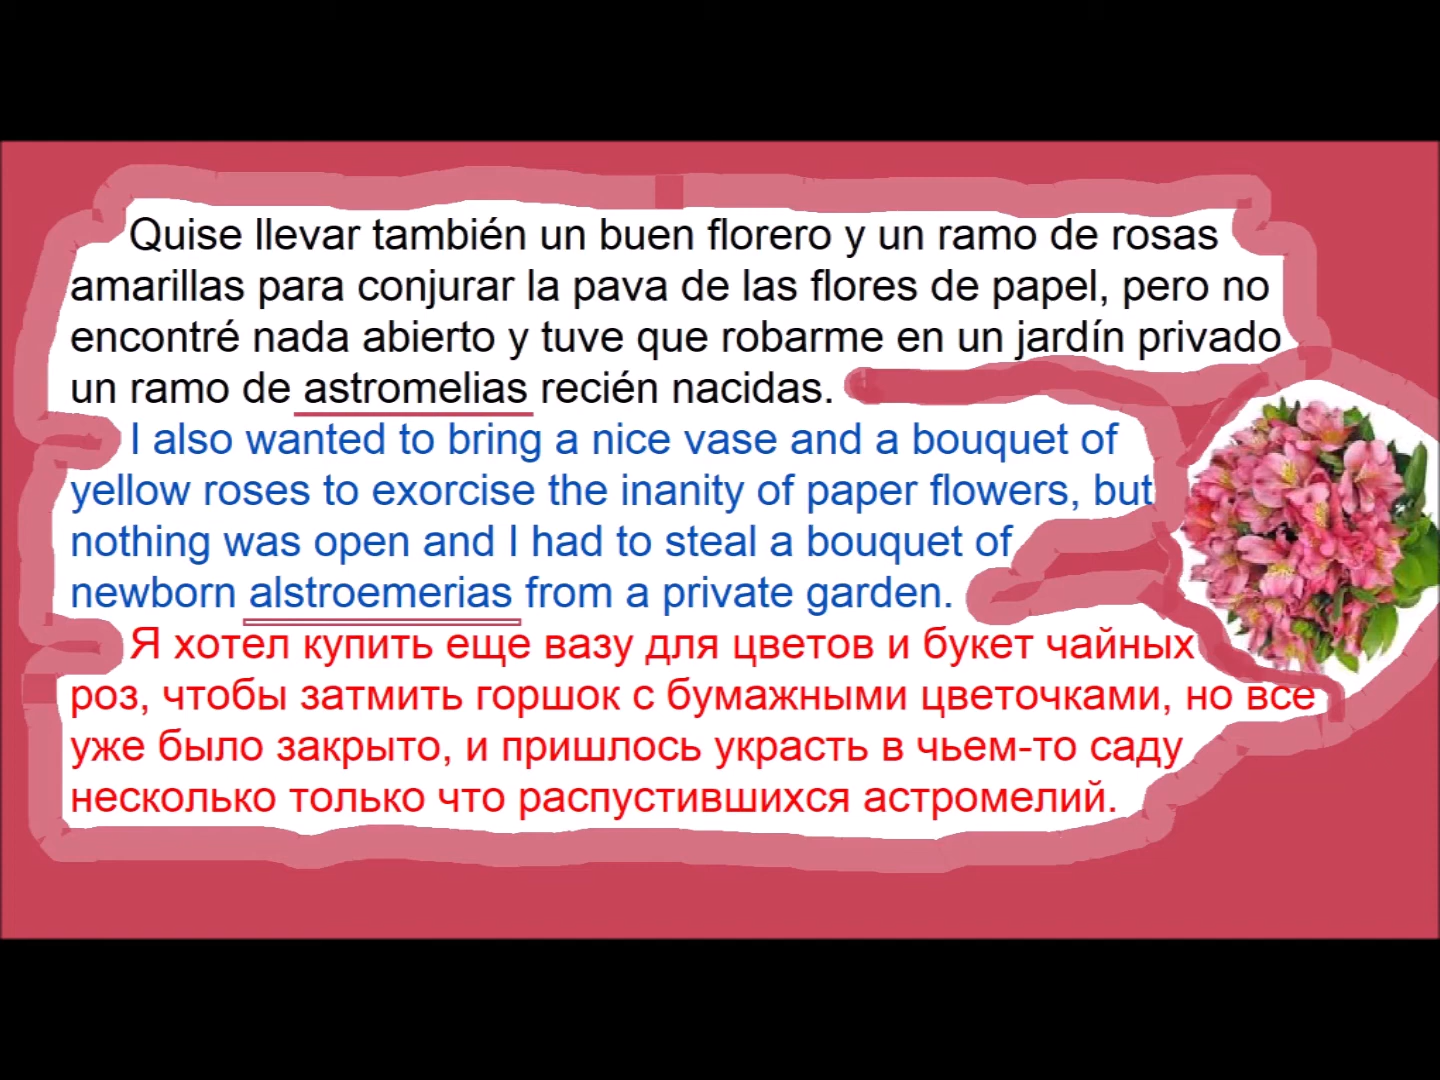 Quise llevar también un buen florero y un ramo de rosas
amarillas para conjurar la pava de las flores de papel, pero no
encontré nada abierto y tuve que robarme en un jardín privado
un ramo de astromelias recién nacidas.
I also wanted to bring a nice vase and a bouquet of
yellow roses to exorcise the inanity of paper flowers, but
nothing was open and I had to steal a bouquet of
newborn alstroemerias from a private garden.
Я хотел купить еще вазу для цветов и букет чайных
роз, чтобы затмить горшок с бумажными цветочками, но все
уже было закрыто, и пришлось украсть в чьем-то саду
несколько только что распустившихся астромелий.